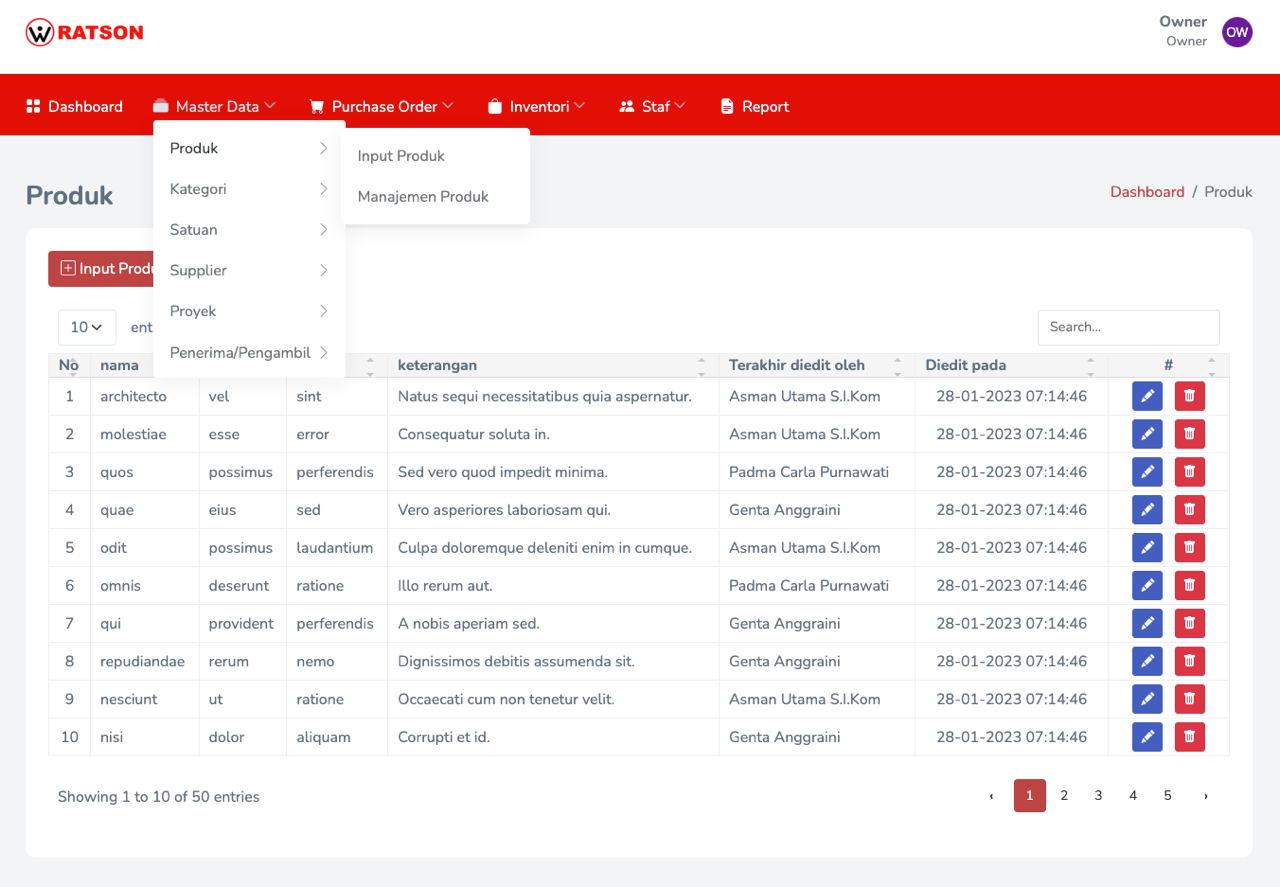 W RATSON
Owner
Owner
OW
Dashboard Master Data Purchase Order Inventori Staf Report
Produk
Kategori
Satuan
Supplier
Proyek
Penerima/Pengambil
Input Produk
Manajemen Produk
Produk
Dashboard / Produk
Input Produ
10 ent
Search...
No nama keterangan Terakhir diedit oleh Diedit pada #
1 architecto vel sint Natus sequi necessitatibus quia aspernatur. Asman Utama S.I.Kom 28-01-2023 07:14:46
2 molestiae esse error Consequatur soluta in. Asman Utama S.I.Kom 28-01-2023 07:14:46
3 quos possimus perferendis Sed vero quod impedit minima. Padma Carla Purnawati 28-01-2023 07:14:46
4 quae eius sed Vero asperiores laboriosam qui. Genta Anggraini 28-01-2023 07:14:46
5 odit possimus laudantium Culpa doloremque deleniti enim in cumque. Asman Utama S.I.Kom 28-01-2023 07:14:46
6 omnis deserunt ratione Illo rerum aut. Padma Carla Purnawati 28-01-2023 07:14:46
7 qui provident perferendis A nobis aperiam sed. Genta Anggraini 28-01-2023 07:14:46
8 repudiandae rerum nemo Dignissimos debitis assumenda sit. Genta Anggraini 28-01-2023 07:14:46
9 nesciunt ut ratione Occaecati cum non tenetur velit. Asman Utama S.I.Kom 28-01-2023 07:14:46
10 nisi dolor aliquam Corrupti et id. Genta Anggraini 28-01-2023 07:14:46
Showing 1 to 10 of 50 entries
‹ 1 2 3 4 5 ›